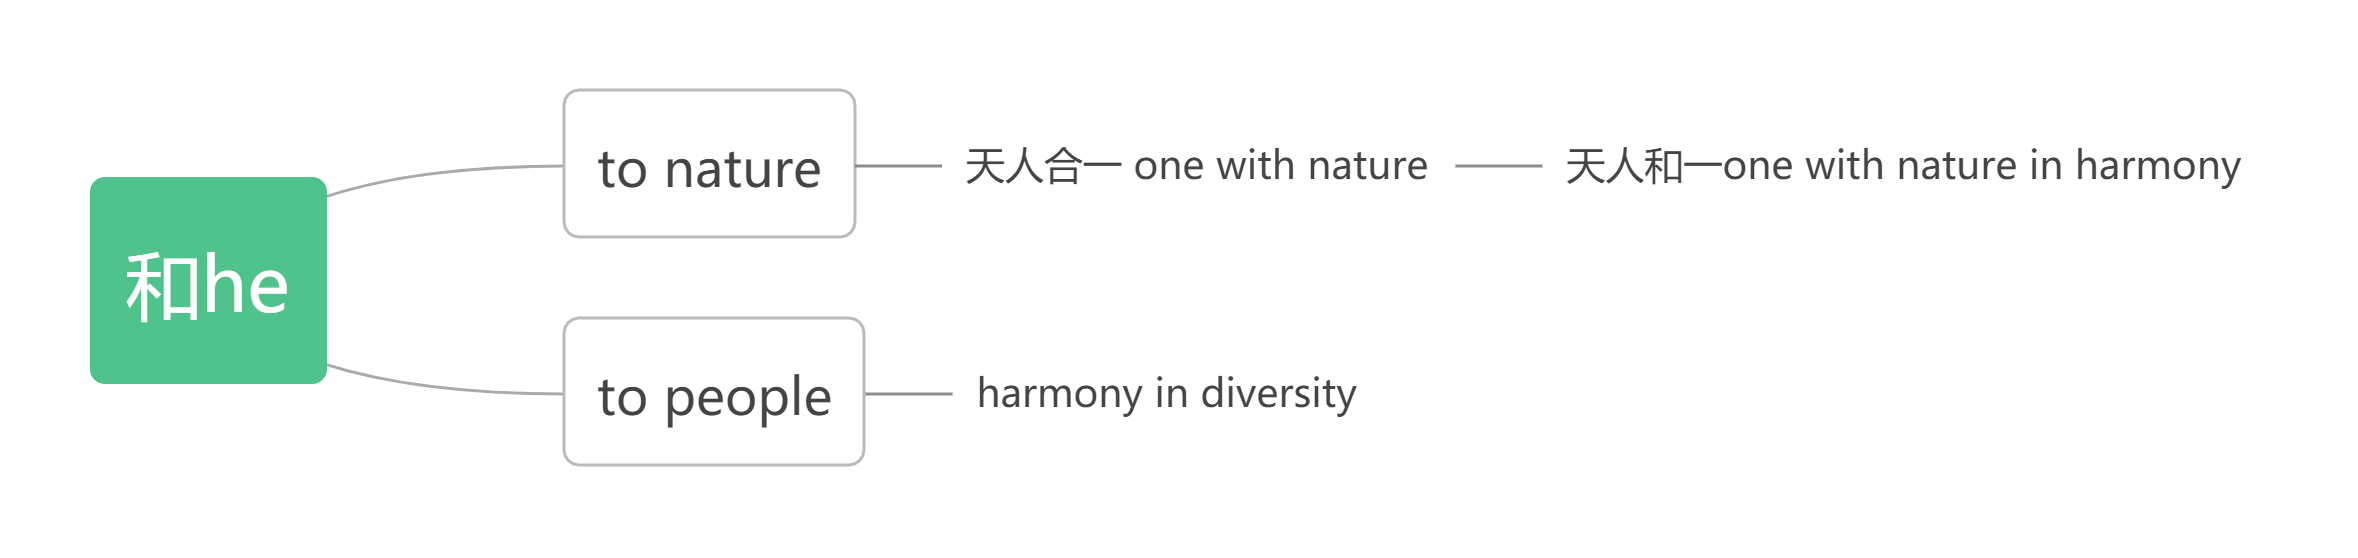 和he
to nature
天人合一 one with nature
天人和一one with nature in harmony
to people
harmony in diversity